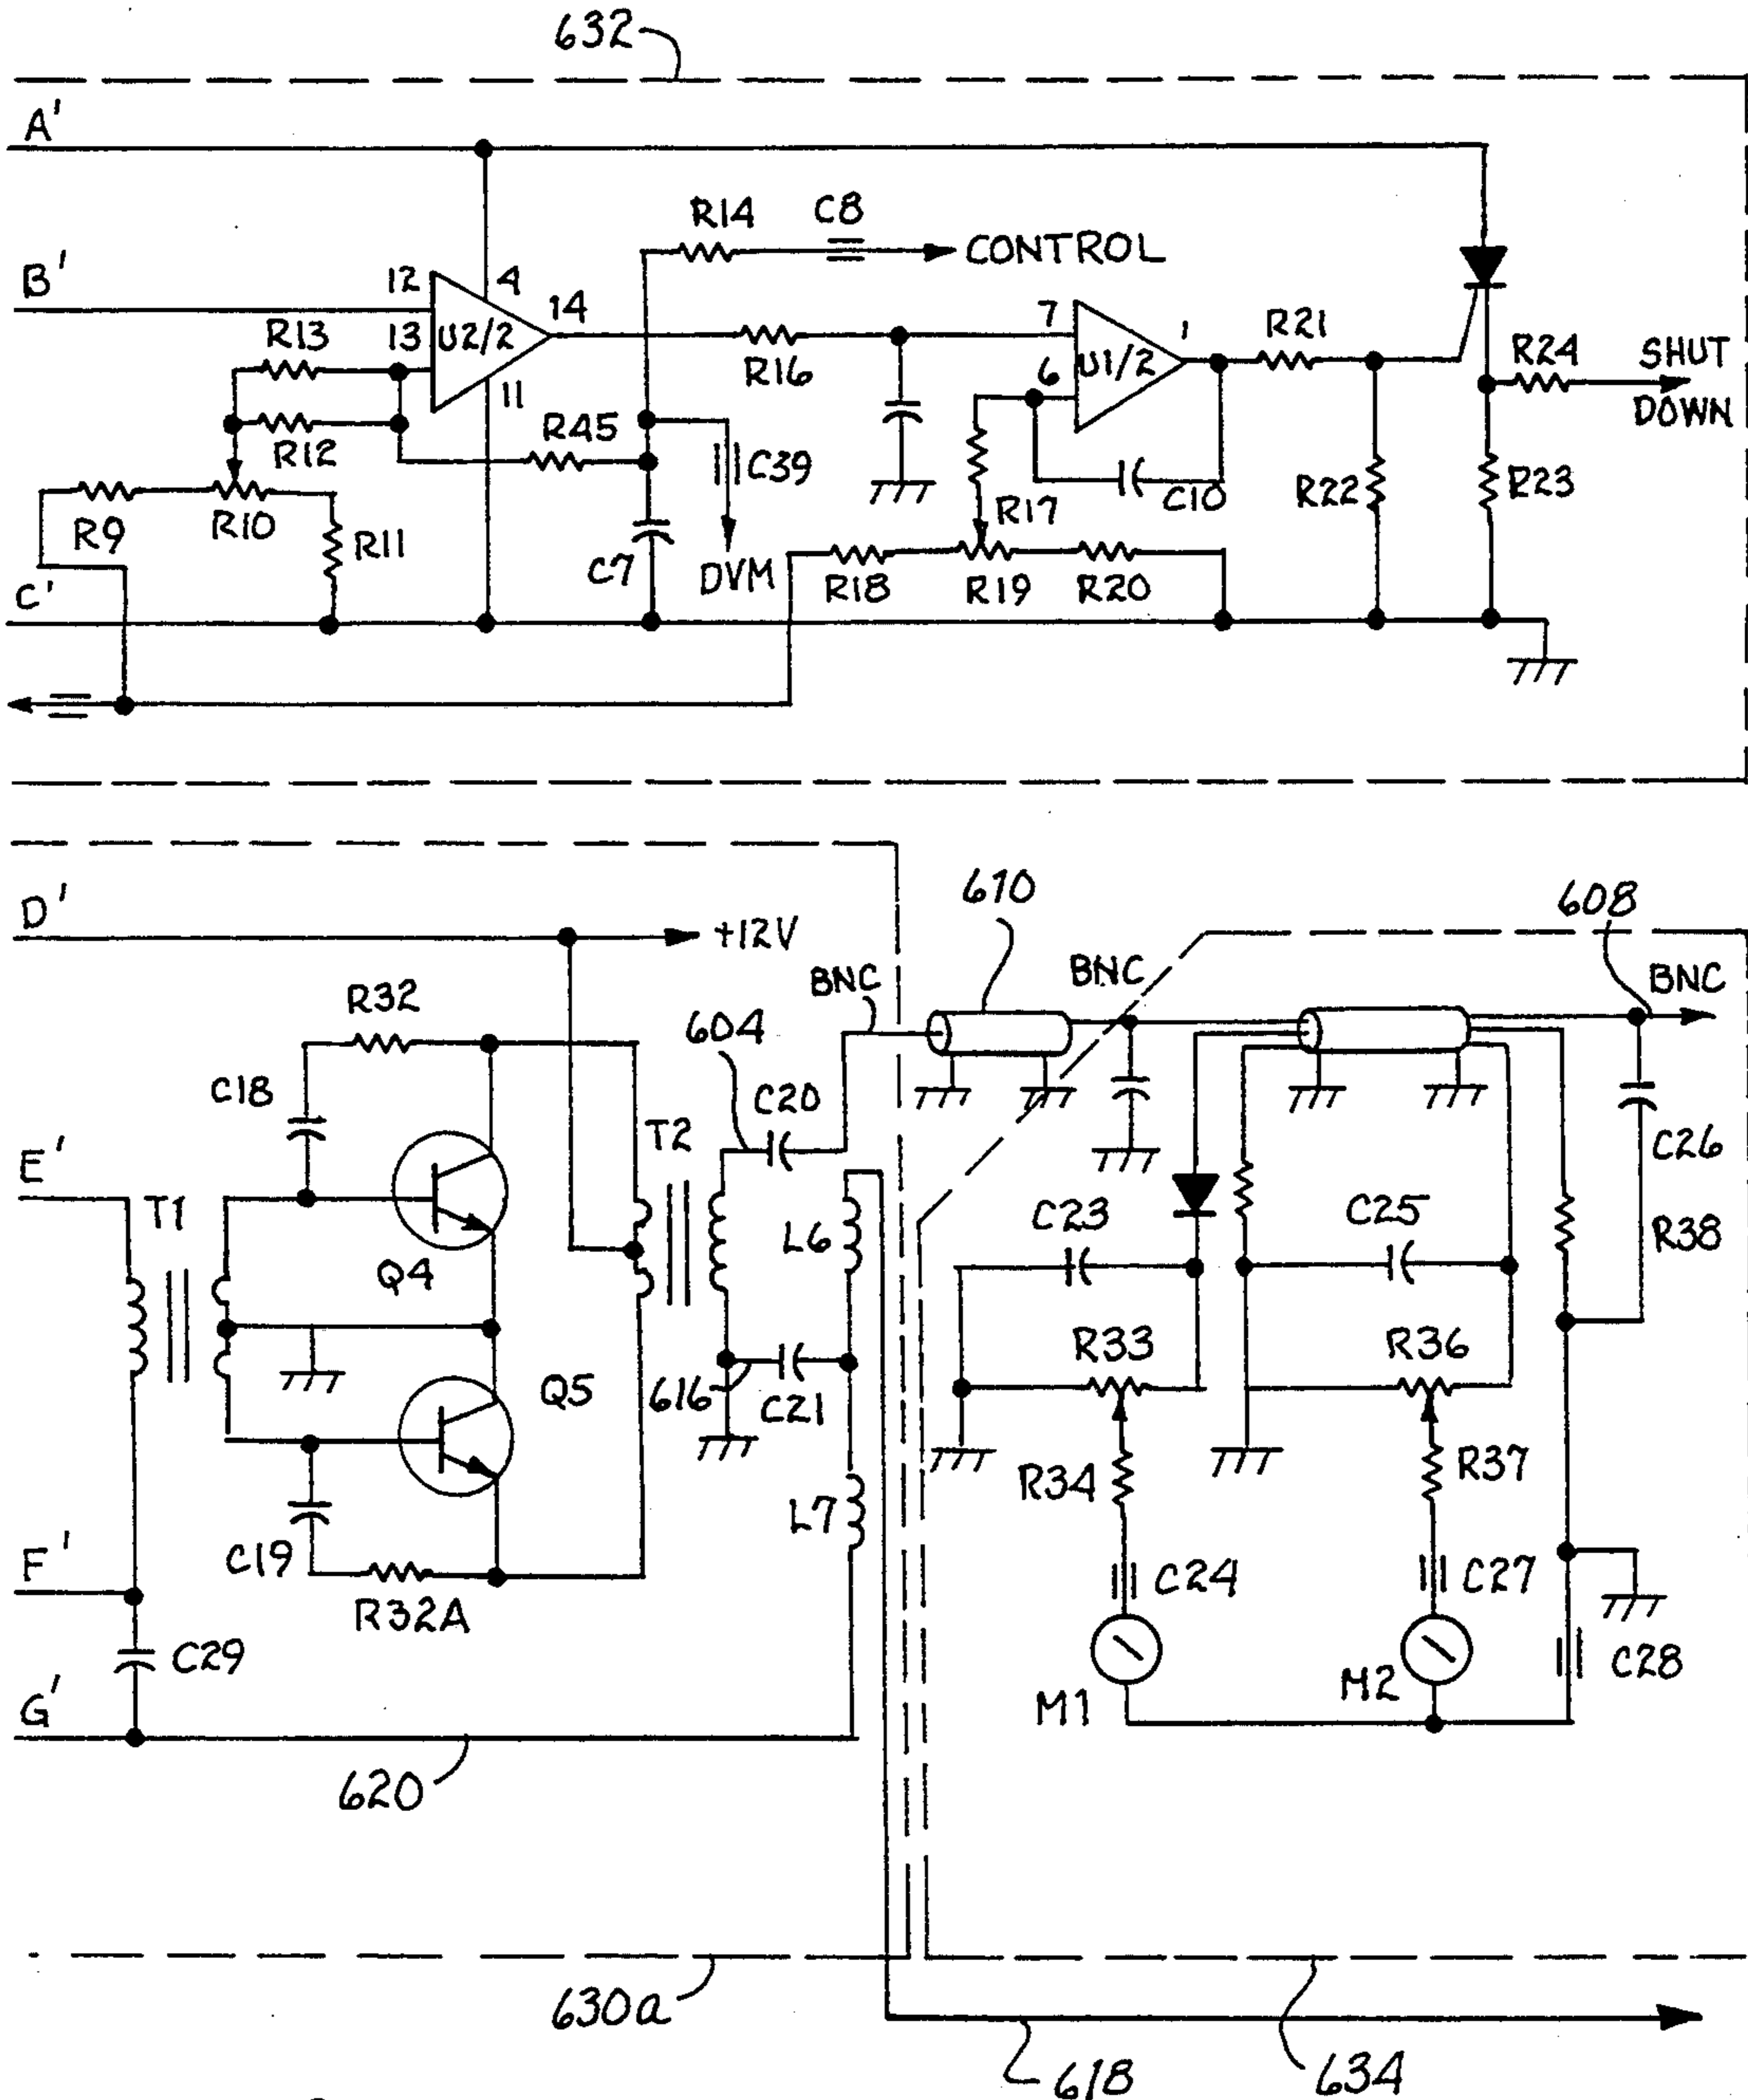 632
A'
R14 C8
CONTROL
B'
12 4 14 7 1
R13 13 U2/2 R16 6 U1/2 R21 R24 SHUT
11
DOWN
R12 R45 C39 R22 R23
R9 R10 R11 R17 C10
C7 DVM R18 R19 R20
C'
D' 610 608
+12V
BNC BNC BNC
R32 604
C18 C20
T2 C26
E' T1 C23 C25
L6 R38
Q4
R33 R36
Q5 616 C21
R34 R37
L7
F' C19 C24 C27
R32A
C29 C28
G' M1 M2
620
630a
618 634